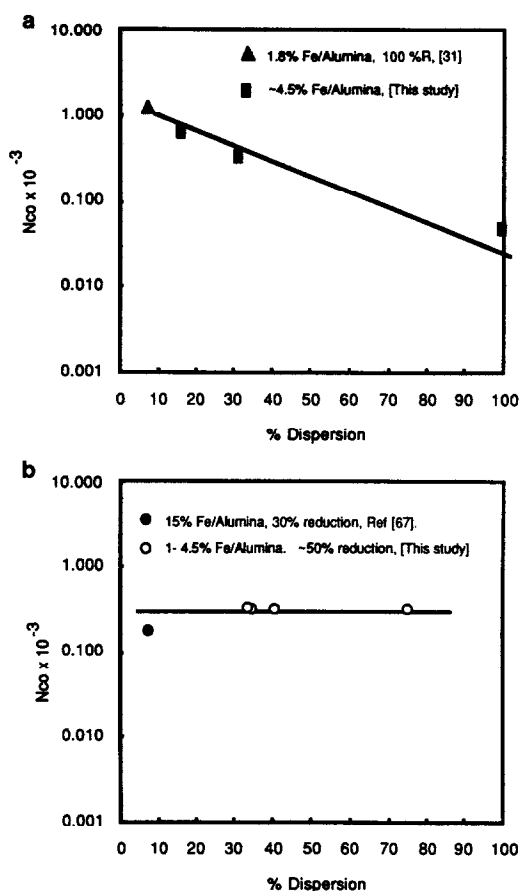 a
10.000
1.000
0.100
0.010
0.001
Nco x 10 -3
1.8% Fe/Alumina, 100 %R, [31]
~4.5% Fe/Alumina, [This study]
0 10 20 30 40 50 60 70 80 90 100
% Dispersion
b
10.000
1.000
0.100
0.010
0.001
Nco x 10 -3
15% Fe/Alumina, 30% reduction, Ref [67].
1- 4.5% Fe/Alumina. ~50% reduction, [This study]
0 10 20 30 40 50 60 70 80 90 100
% Dispersion